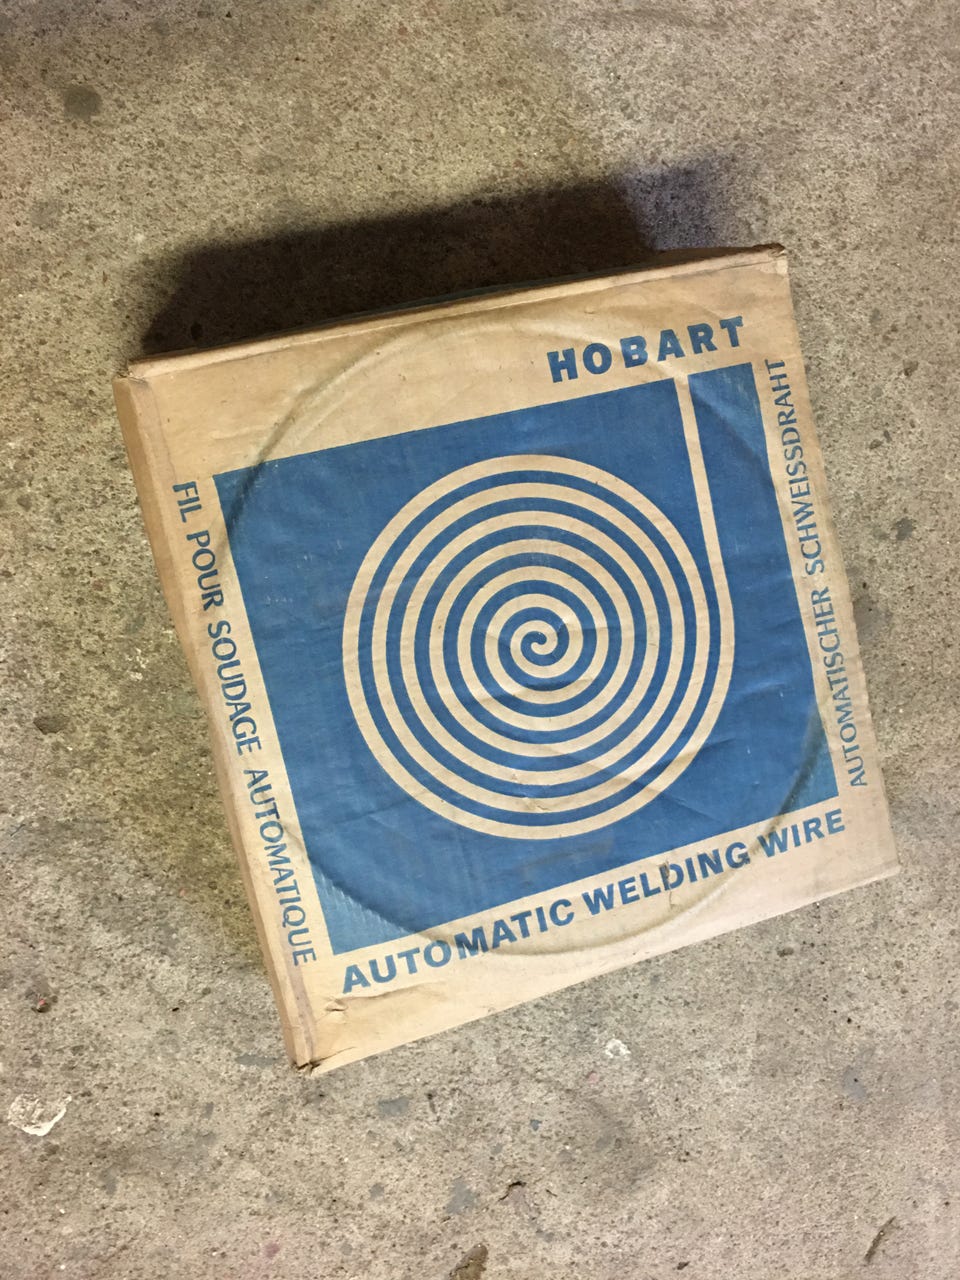 HOBART
FIL POUR SOUDAGE AUTOMATIQUE
AUTOMATISCHER SCHWEISSDRAHT
AUTOMATIC WELDING WIRE